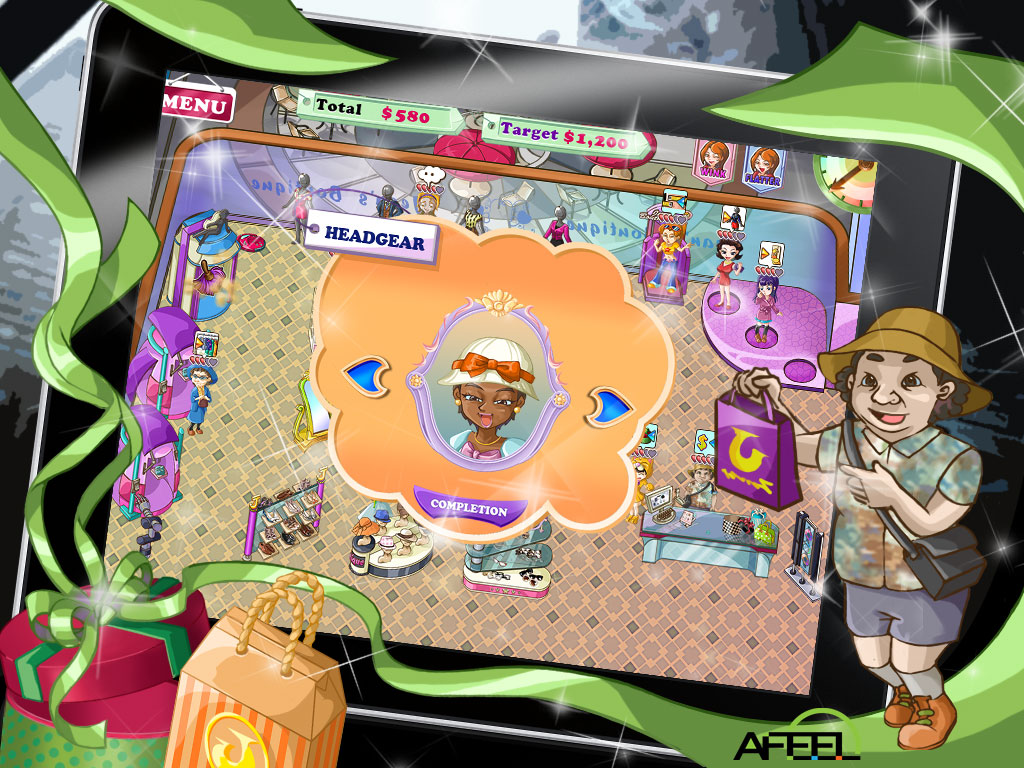 MENU
Total $580
Target $1,200
WINK
FLATTER
HEADGEAR
COMPLETION
AFEEL